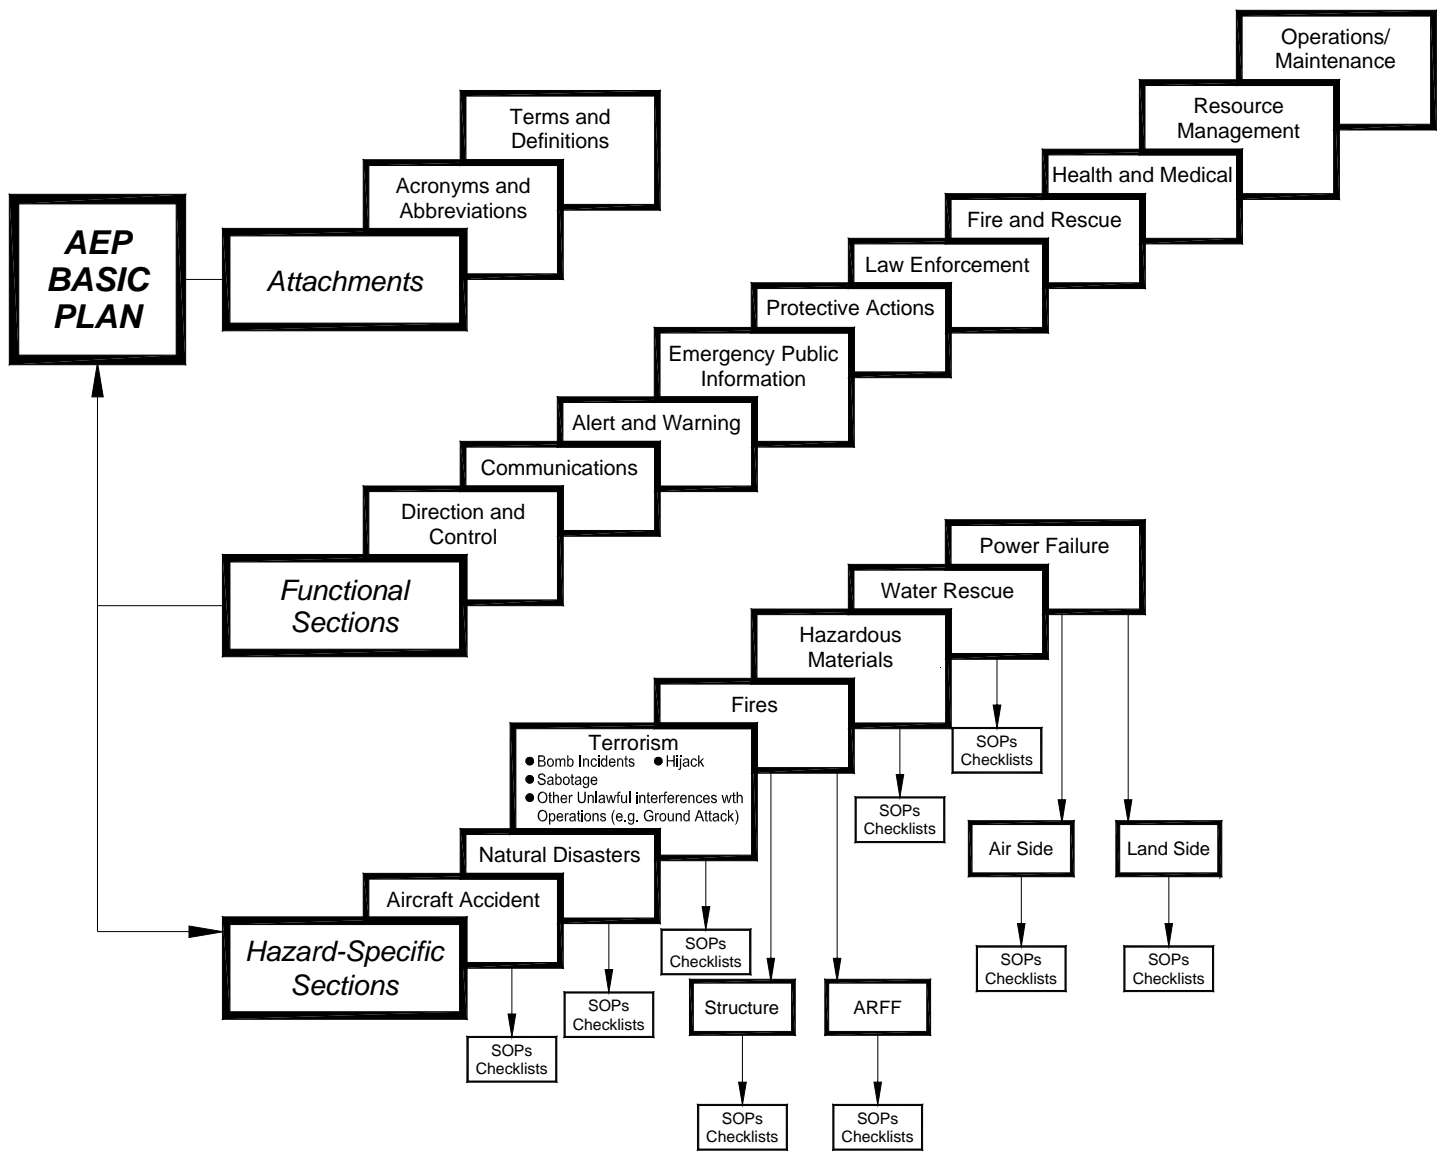 Operations/
Maintenance
Resource
Management
Health and Medical
Fire and Rescue
Law Enforcement
Protective Actions
Emergency Public
Information
Alert and Warning
Communications
Direction and
Control
Functional
Sections
Terms and
Definitions
Acronyms and
Abbreviations
Attachments
AEP
BASIC
PLAN
Power Failure
Water Rescue
Hazardous
Materials
Fires
Terrorism
● Bomb Incidents ● Hijack
● Sabotage
● Other Unlawful interferences wth
Operations (e.g. Ground Attack)
Natural Disasters
Aircraft Accident
Hazard-Specific
Sections
SOPs
Checklists
SOPs
Checklists
SOPs
Checklists
Structure
ARFF
SOPs
Checklists
SOPs
Checklists
SOPs
Checklists
SOPs
Checklists
Air Side
Land Side
SOPs
Checklists
SOPs
Checklists